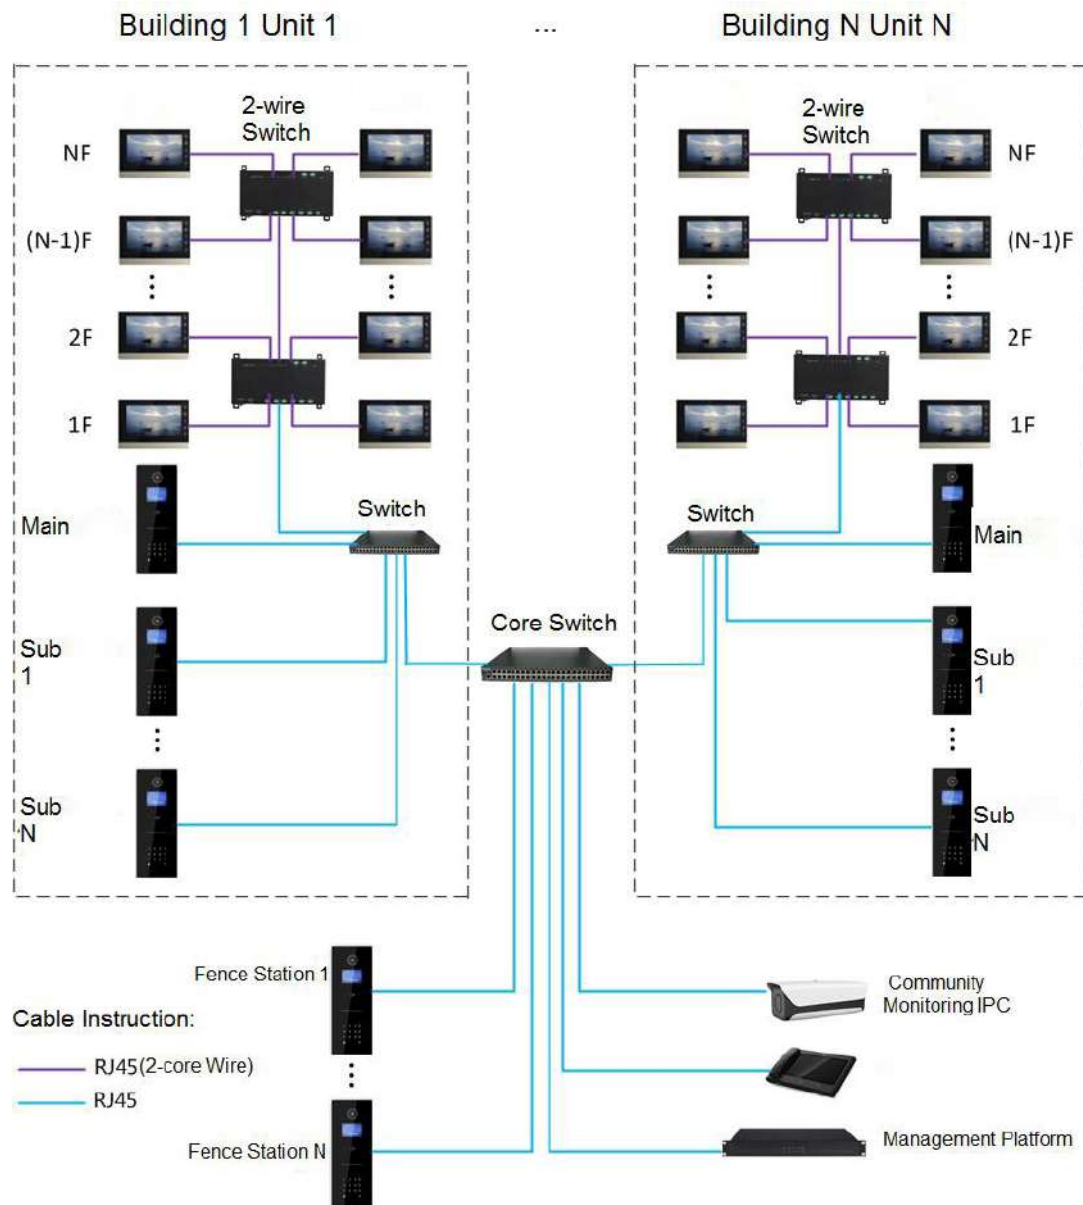 Building 1 Unit 1
...
Building N Unit N
2-wire
Switch
NF
(N-1)F
2F
1F
Main
Switch
Sub
1
Sub
N
2-wire
Switch
NF
(N-1)F
2F
1F
Switch
Main
Sub
1
Sub
N
Core Switch
Fence Station 1
Fence Station N
Community
Monitoring IPC
Management Platform
Cable Instruction:
RJ45(2-core Wire)
RJ45